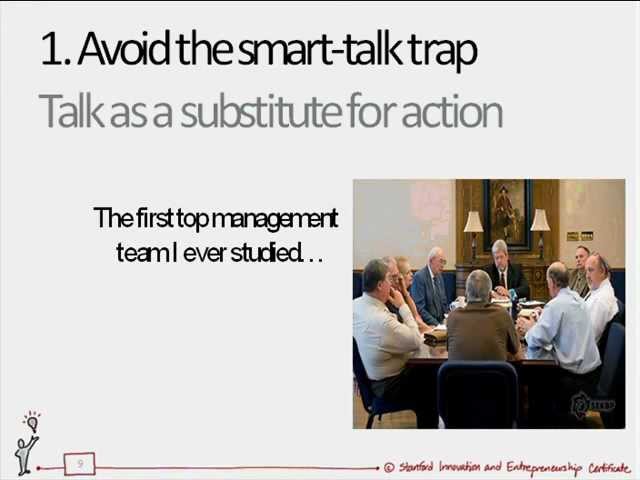 1. Avoid the smart-talk trap
Talk as a substitute for action
The first top management
team I ever studied…
9
© Stanford Innovation and Entrepreneurship Certificate